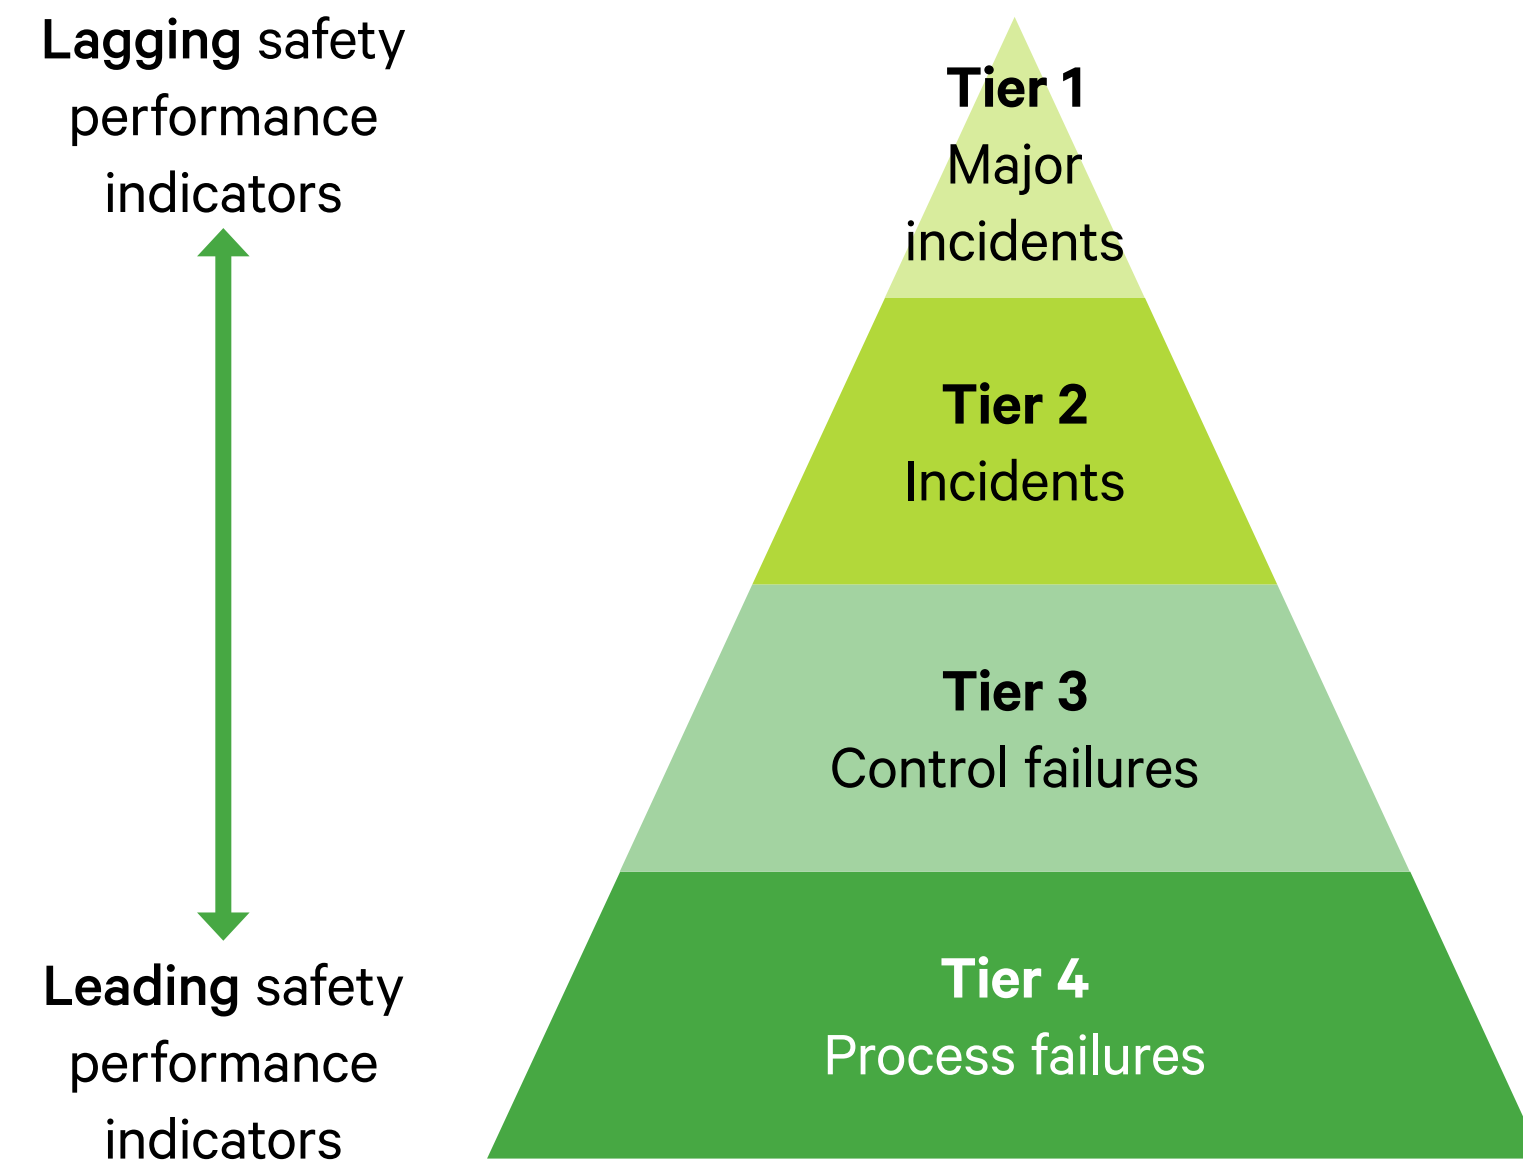 Lagging safety
performance
indicators
Leading safety
performance
indicators
Tier 1
Major
incidents
Tier 2
Incidents
Tier 3
Control failures
Tier 4
Process failures